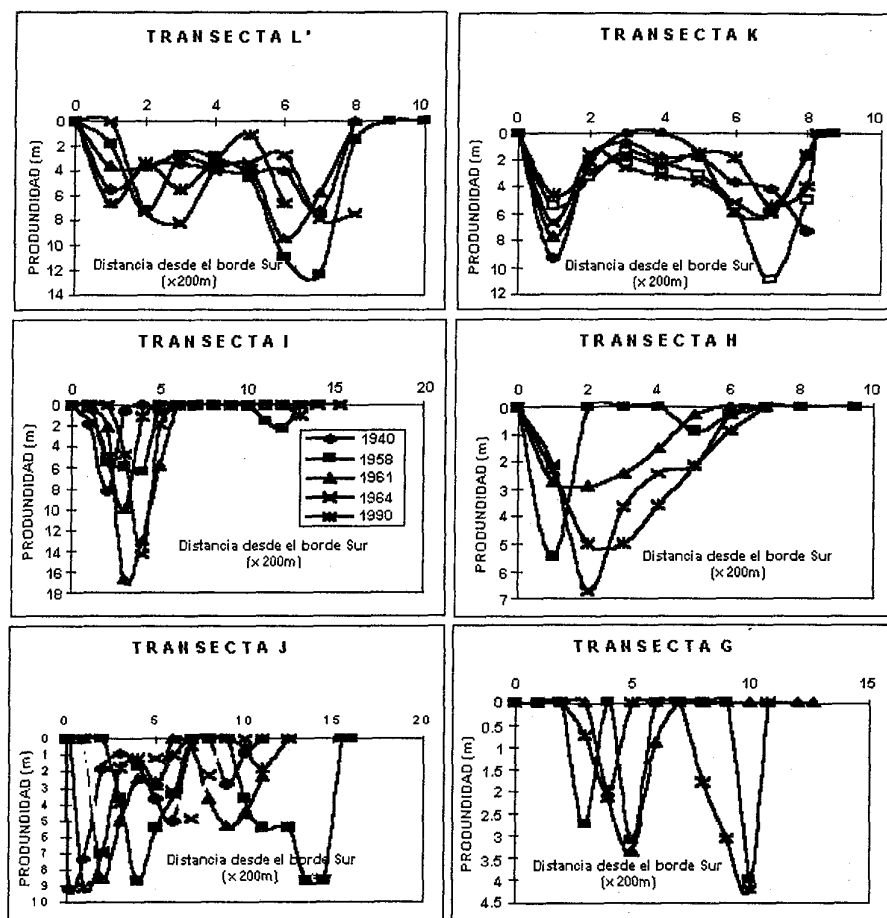 TRANSECTA L'
0 2 4 6 8 10
0
2
4
6
8
10
12
14
PRODUNDIDAD (m)
Distancia desde el borde Sur
(×200m)
TRANSECTA K
0 2 4 6 8 10
0
2
4
6
8
10
12
PRODUNDIDAD (m)
Distancia desde el borde Sur
(×200m)
TRANSECTA I
0 5 10 15 20
0
2
4
6
8
10
12
14
16
18
PRODUNDIDAD (m)
1940
1958
1961
1964
1990
Distancia desde el borde Sur
(×200m)
TRANSECTA H
0 2 4 6 8 10
0
1
2
3
4
5
6
7
PRODUNDIDAD (m)
Distancia desde el borde Sur
(×200m)
TRANSECTA J
0 5 10 15 20
0
1
2
3
4
5
6
7
8
9
10
PRODUNDIDAD (m)
Distancia desde el borde Sur
(×200m)
TRANSECTA G
0 5 10 15
0
0.5
1
1.5
2
2.5
3
3.5
4
4.5
PRODUNDIDAD (m)
Distancia desde el borde Sur
(×200m)